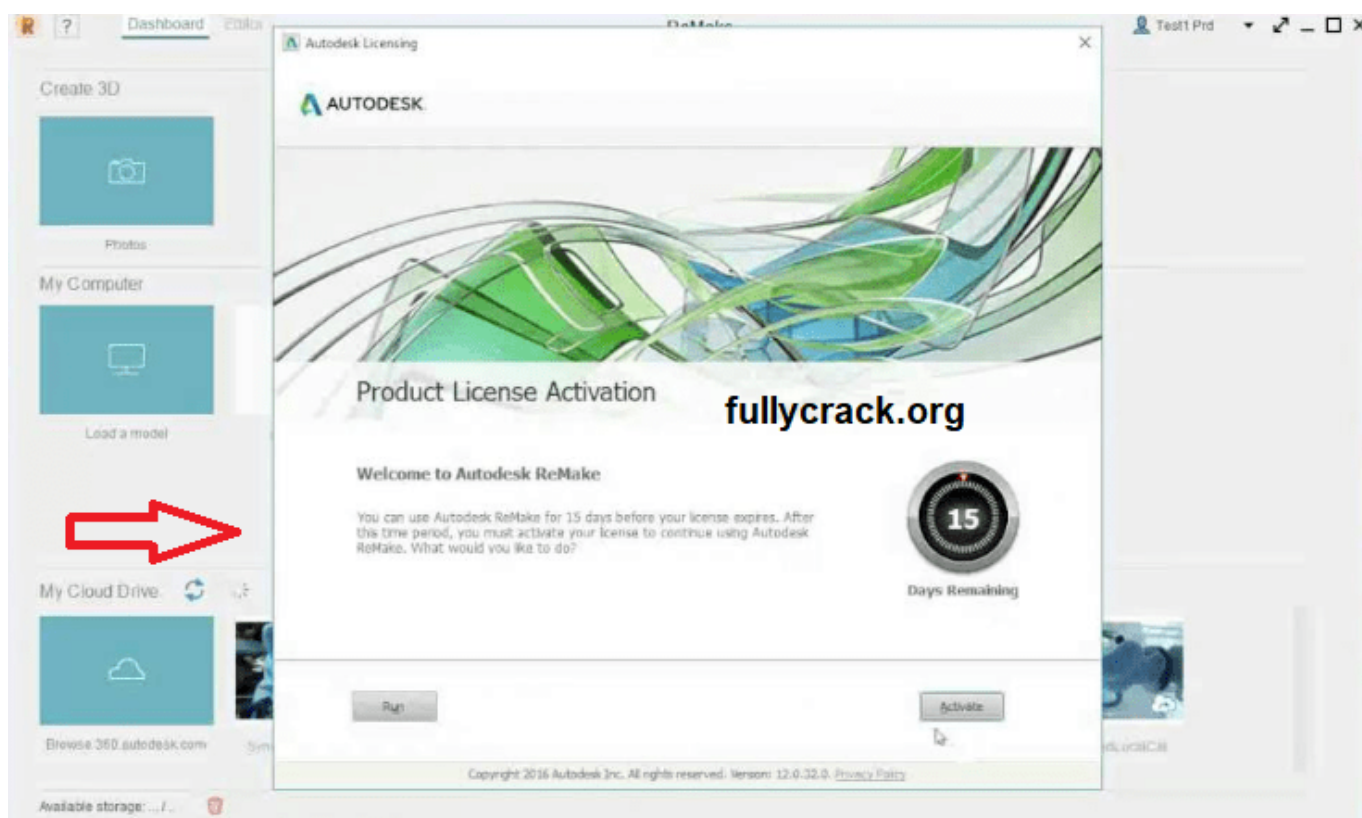 R ? Dashboard Editor ReMake Test1 Prd
Autodesk Licensing
Create 3D
AUTODESK
Photos
My Computer
Product License Activation
fullycrack.org
Load a model
Welcome to Autodesk ReMake
You can use Autodesk ReMake for 15 days before your license expires. After
this time period, you must activate your license to continue using Autodesk
ReMake. What would you like to do?
15
Days Remaining
My Cloud Drive
Run
Activate
Browse 360.autodesk.com
Copyright 2016 Autodesk Inc. All rights reserved. Version: 12.0.32.0. Privacy Policy
Available storage: ... / ..